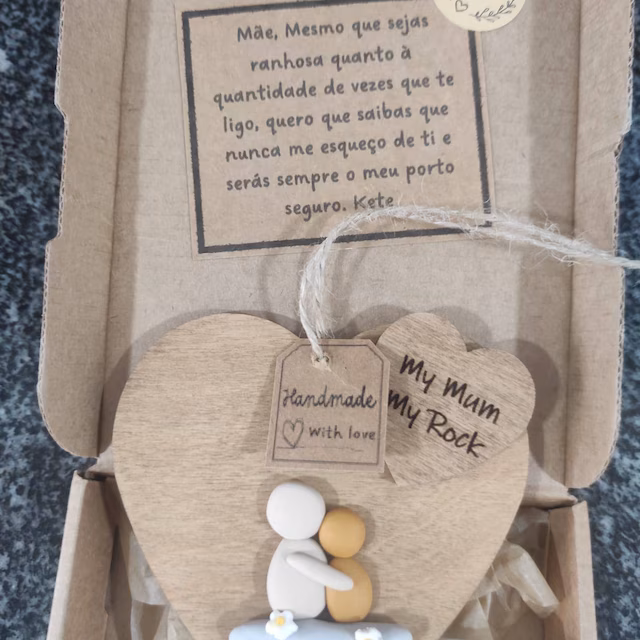 Mãe, Mesmo que sejas
ranhosa quanto à
quantidade de vezes que te
ligo, quero que saibas que
nunca me esqueço de ti e
serás sempre o meu porto
seguro. Kete
Handmade
With love
My Mum
My Rock